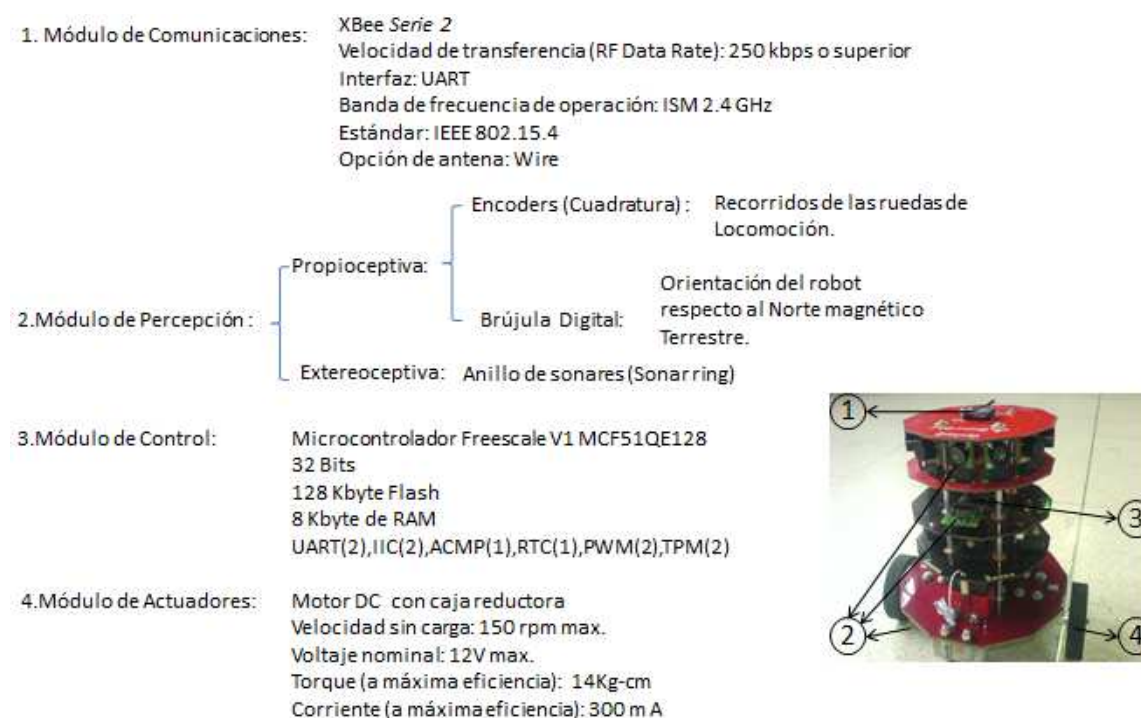 1. Módulo de Comunicaciones:
XBee Serie 2
Velocidad de transferencia (RF Data Rate): 250 kbps o superior
Interfaz: UART
Banda de frecuencia de operación: ISM 2.4 GHz
Estándar: IEEE 802.15.4
Opción de antena: Wire
2.Módulo de Percepción :
Propioceptiva:
Encoders (Cuadratura) :
Recorridos de las ruedas de
Locomoción.
Brújula Digital:
Orientación del robot
respecto al Norte magnético
Terrestre.
Extereoceptiva:
Anillo de sonares (Sonar ring)
3.Módulo de Control:
Microcontrolador Freescale V1 MCF51QE128
32 Bits
128 Kbyte Flash
8 Kbyte de RAM
UART(2),IIC(2),ACMP(1),RTC(1),PWM(2),TPM(2)
4.Módulo de Actuadores:
Motor DC con caja reductora
Velocidad sin carga: 150 rpm max.
Voltaje nominal: 12V max.
Torque (a máxima eficiencia): 14Kg-cm
Corriente (a máxima eficiencia): 300 m A
1
3
2
4